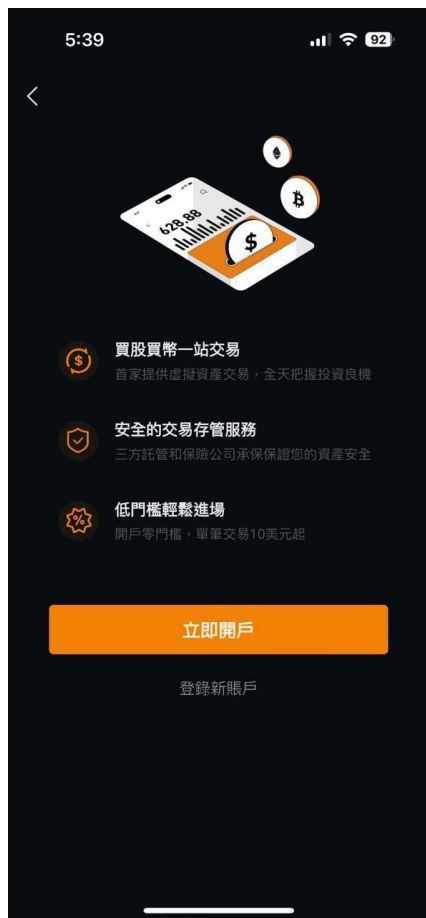 5:39
92
628.88
$
買股買幣一站交易
首家提供虛擬資產交易，全天把握投資良機
安全的交易存管服務
三方託管和保險公司承保保證您的資產安全
低門檻輕鬆進場
開戶零門檻，單筆交易10美元起
立即開戶
登錄新賬戶